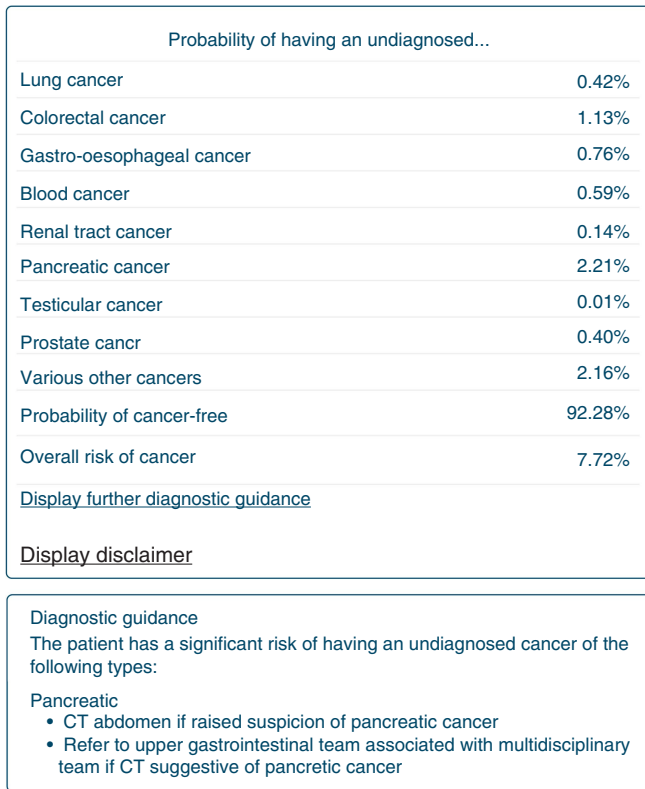 Probability of having an undiagnosed...
Lung cancer 0.42%
Colorectal cancer 1.13%
Gastro-oesophageal cancer 0.76%
Blood cancer 0.59%
Renal tract cancer 0.14%
Pancreatic cancer 2.21%
Testicular cancer 0.01%
Prostate cancr 0.40%
Various other cancers 2.16%
Probability of cancer-free 92.28%
Overall risk of cancer 7.72%
Display further diagnostic guidance
Display disclaimer
Diagnostic guidance
The patient has a significant risk of having an undiagnosed cancer of the
following types:
Pancreatic
• CT abdomen if raised suspicion of pancreatic cancer
• Refer to upper gastrointestinal team associated with multidisciplinary
team if CT suggestive of pancretic cancer